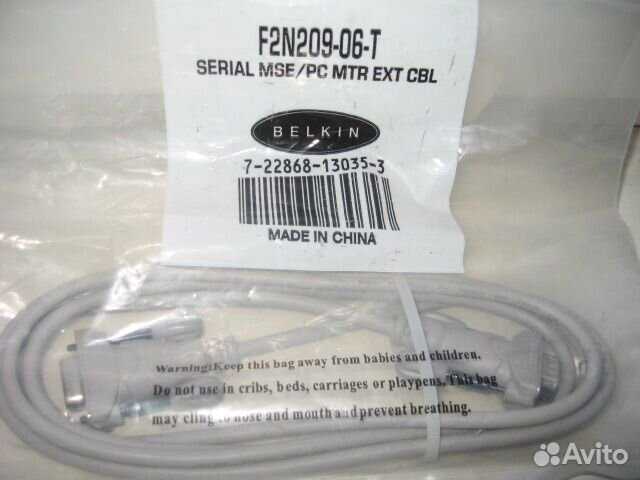 F2N209-06-T
SERIAL MSE/PC MTR EXT CBL
BELKIN
7-22868-13035-3
MADE IN CHINA
Warning:Keep this bag away from babies and children.
Do not use in cribs, beds, carriages or playpens. This bag
may cling to nose and mouth and prevent breathing.
Avito